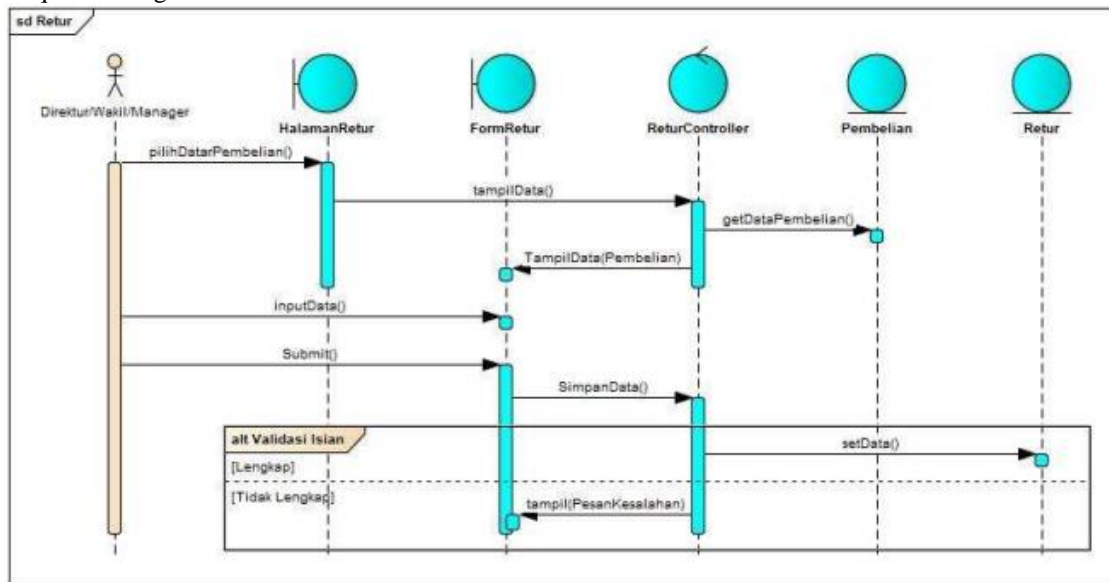 sd Retur
Direktur/Wakil/Manager
HalamanRetur
FormRetur
ReturController
Pembelian
Retur
pilihDatarPembelian()
tampilData()
getDataPembelian()
TampilData(Pembelian)
inputData()
Submit()
SimpanData()
alt Validasi Isian
setData()
[Lengkap]
[Tidak Lengkap]
tampil(PesanKesalahan)